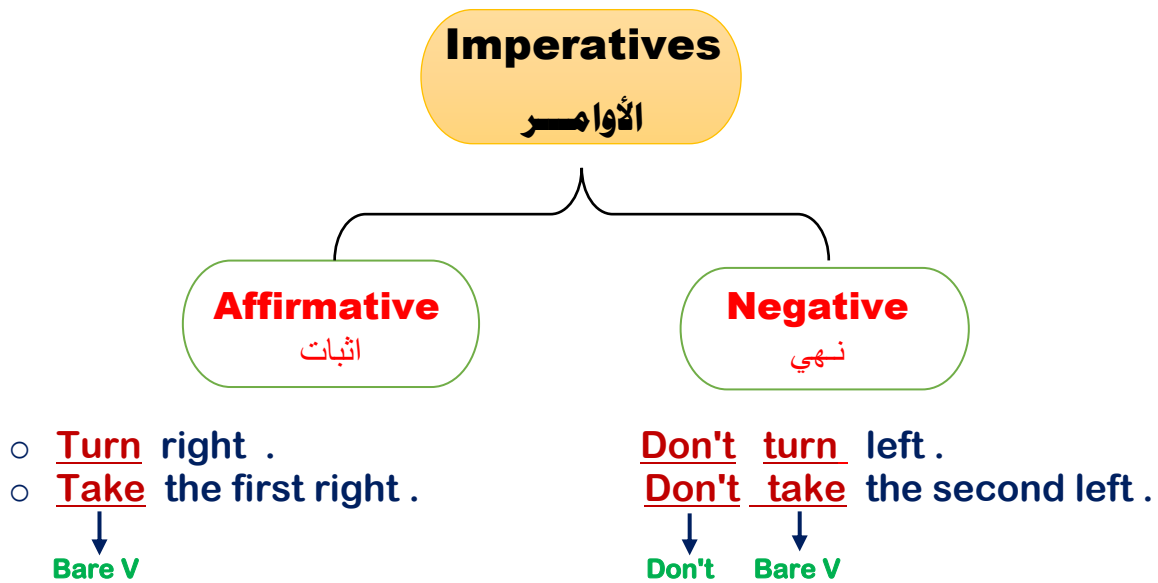 Imperatives
الأوامـــر
Affirmative
اثبات
Negative
نـهي
○ Turn right .
○ Take the first right .
Bare V
Don't turn left .
Don't take the second left .
Don't Bare V